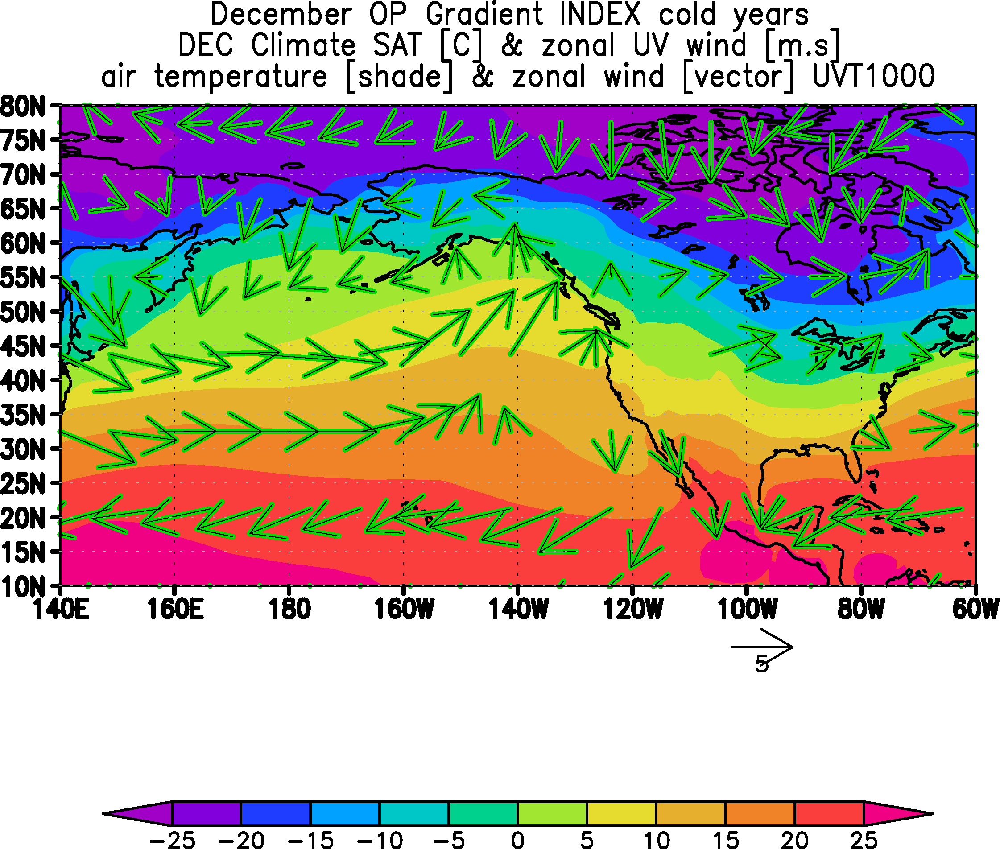 December OP Gradient INDEX cold years
DEC Climate SAT [C] & zonal UV wind [m.s]
air temperature [shade] & zonal wind [vector] UVT1000
80N
75N
70N
65N
60N
55N
50N
45N
40N
35N
30N
25N
20N
15N
10N
140E 160E 180 160W 140W 120W 100W 80W 60W
5
-25 -20 -15 -10 -5 0 5 10 15 20 25